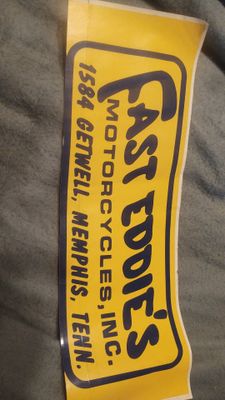 FAST EDDIE'S
MOTORCYCLES, INC.
1584 GETWELL, MEMPHIS, TENN.